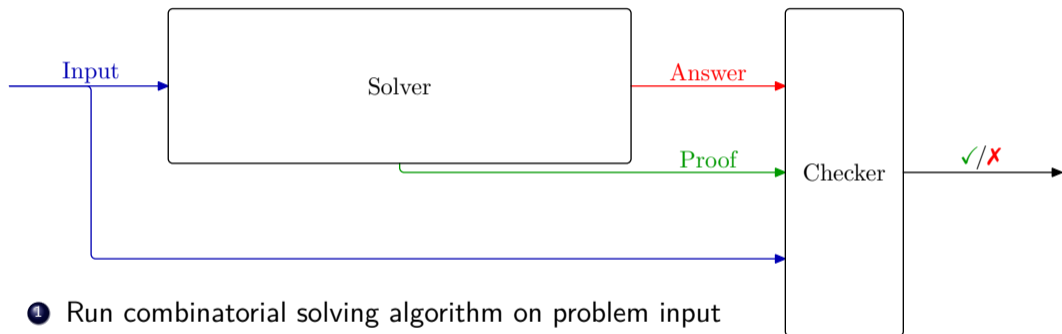 Input
Solver
Answer
Proof
Checker
✓/✗
1 Run combinatorial solving algorithm on problem input